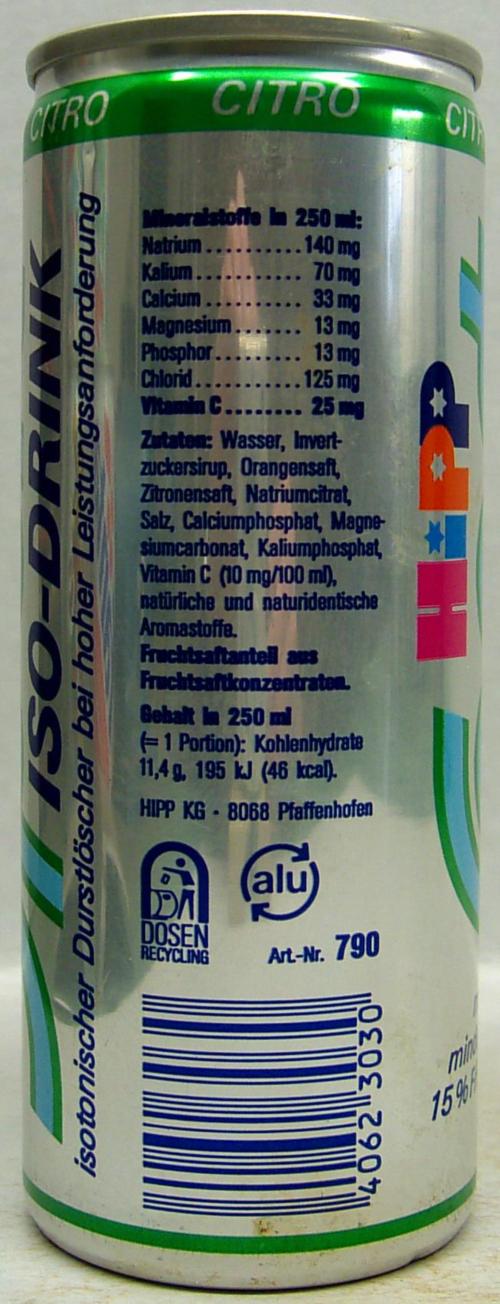 CITRO
CITRO
CITR
ISO-DRINK
isotonischer Durstlöscher bei hoher Leistungsanforderung
Mineralstoffe in 250 ml:
Natrium..........140 mg
Kalium............ 70 mg
Calcium.......... 33 mg
Magnesium....... 13 mg
Phosphor......... 13 mg
Chlorid............125 mg
Vitamin C......... 25 mg
Zutaten: Wasser, Invert-
zuckersirup, Orangensaft,
Zitronensaft, Natriumcitrat,
Salz, Calciumphosphat, Magne-
siumcarbonat, Kaliumphosphat,
Vitamin C (10 mg/100 ml),
natürliche und naturidentische
Aromastoffe.
Fruchtsaftanteil aus
Fruchtsaftkonzentraten.
Gehalt in 250 ml
(= 1 Portion): Kohlenhydrate
11,4 g, 195 kJ (46 kcal).
HIPP KG · 8068 Pfaffenhofen
DOSEN
RECYCLING
alu
Art.-Nr. 790
4062 3030
HiPP
15%